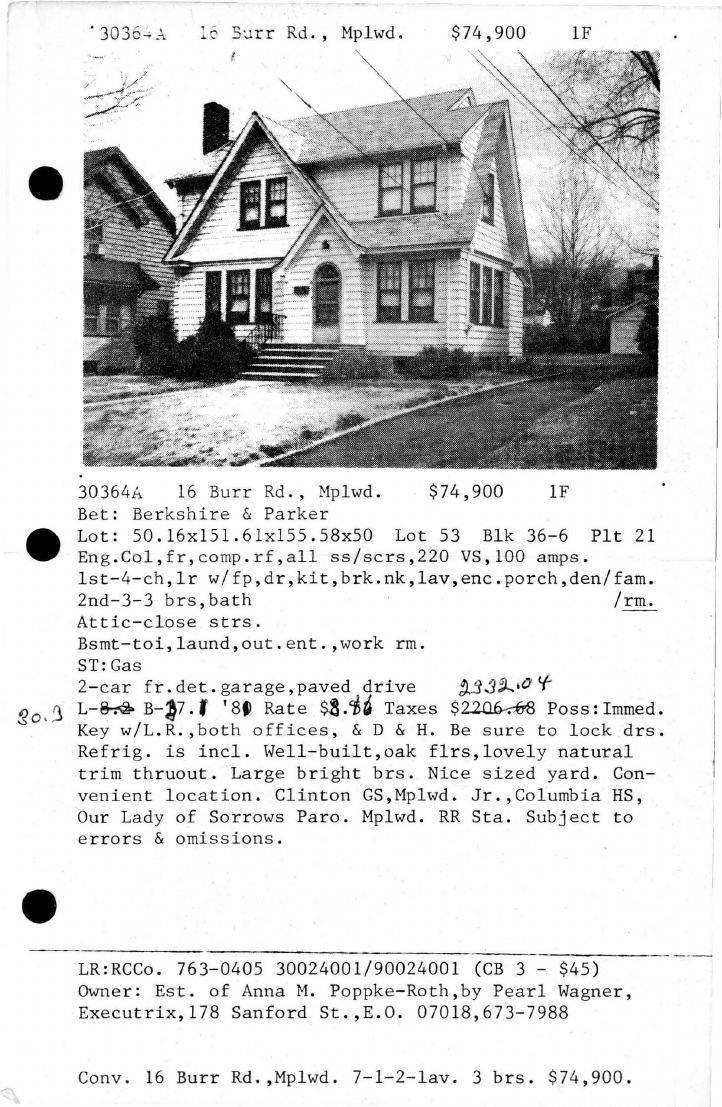 30364A 16 Burr Rd., Mplwd. $74,900 1F
30364A 16 Burr Rd., Mplwd. $74,900 1F
Bet: Berkshire & Parker
Lot: 50.16x151.61x155.58x50 Lot 53 Blk 36-6 Plt 21
Eng.Col,fr,comp.rf,all ss/scrs,220 VS,100 amps.
1st-4-ch,lr w/fp,dr,kit,brk.nk,lav,enc.porch,den/fam.
2nd-3-3 brs,bath /rm.
Attic-close strs.
Bsmt-toi,laund,out.ent.,work rm.
ST:Gas
2-car fr.det.garage,paved drive 2332.04
20.9 L-8.2 B- '8 Rate $ Taxes $2206.68 Poss:Immed.
Key w/L.R.,both offices, & D & H. Be sure to lock drs.
Refrig. is incl. Well-built,oak flrs,lovely natural
trim thruout. Large bright brs. Nice sized yard. Con-
venient location. Clinton GS,Mplwd. Jr.,Columbia HS,
Our Lady of Sorrows Paro. Mplwd. RR Sta. Subject to
errors & omissions.
LR:RCCo. 763-0405 30024001/90024001 (CB 3 - $45)
Owner: Est. of Anna M. Poppke-Roth,by Pearl Wagner,
Executrix,178 Sanford St.,E.O. 07018,673-7988
Conv. 16 Burr Rd.,Mplwd. 7-1-2-lav. 3 brs. $74,900.